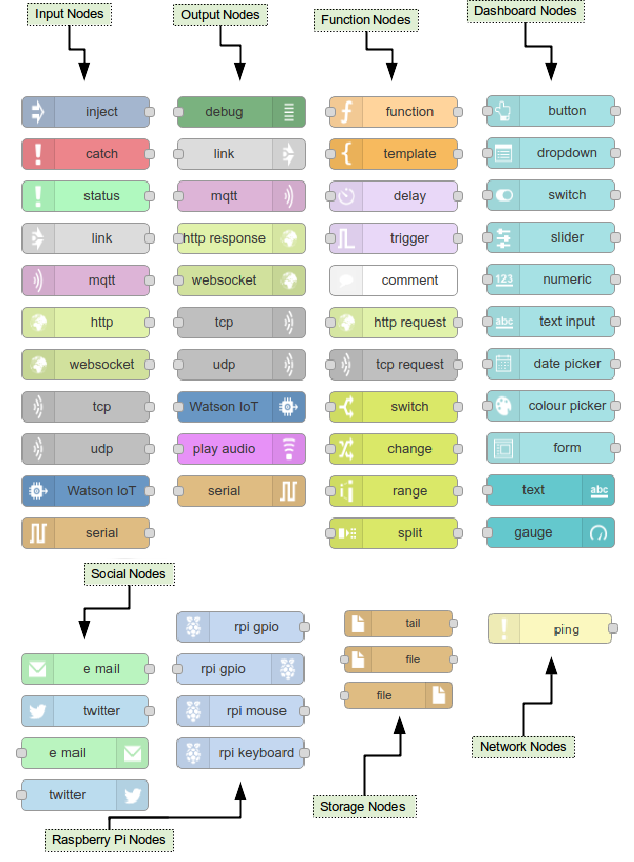 Input Nodes
Output Nodes
Function Nodes
Dashboard Nodes
inject
catch
status
link
mqtt
http
websocket
tcp
udp
Watson IoT
serial
debug
link
mqtt
http response
websocket
tcp
udp
Watson IoT
play audio
serial
function
template
delay
trigger
comment
http request
tcp request
switch
change
range
split
button
dropdown
switch
slider
123
numeric
abc
text input
date picker
colour picker
form
text
abc
gauge
Social Nodes
e mail
twitter
e mail
twitter
rpi gpio
rpi gpio
rpi mouse
rpi keyboard
Raspberry Pi Nodes
tail
file
file
Storage Nodes
ping
Network Nodes